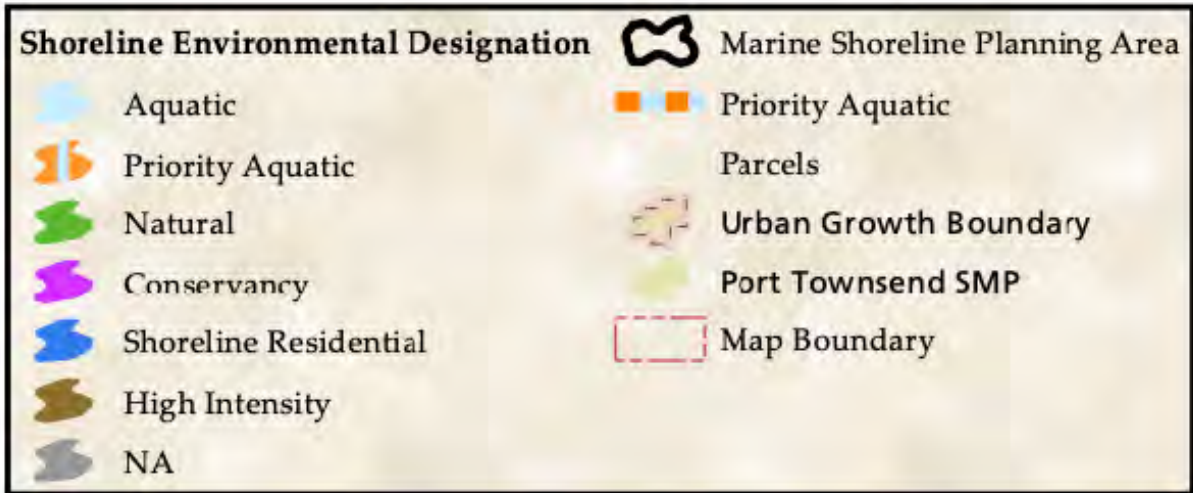 Shoreline Environmental Designation
Aquatic
Priority Aquatic
Natural
Conservancy
Shoreline Residential
High Intensity
NA
Marine Shoreline Planning Area
Priority Aquatic
Parcels
Urban Growth Boundary
Port Townsend SMP
Map Boundary